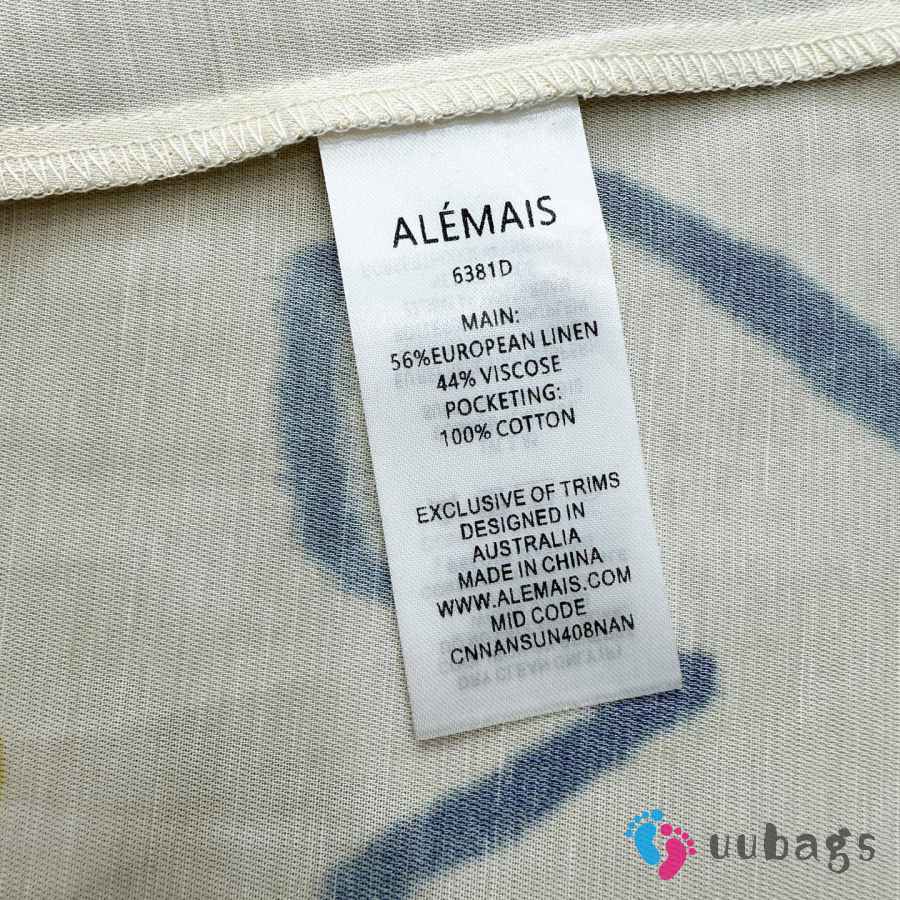 ALÉMAIS
6381D
MAIN:
56%EUROPEAN LINEN
44% VISCOSE
POCKETING:
100% COTTON
EXCLUSIVE OF TRIMS
DESIGNED IN
AUSTRALIA
MADE IN CHINA
WWW.ALEMAIS.COM
MID CODE
CNNANSUN408NAN
uubags